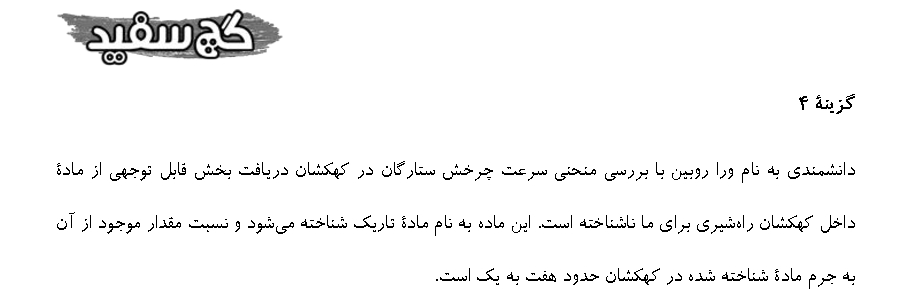 گچ سفید
گزینهٔ ۴
دانشمندی به نام ورا روبین با بررسی منحنی سرعت چرخش ستارگان در کهکشان دریافت بخش قابل توجهی از مادهٔ
داخل کهکشان راه‌شیری برای ما ناشناخته است. این ماده به نام مادهٔ تاریک شناخته می‌شود و نسبت مقدار موجود از آن
به جرم مادهٔ شناخته شده در کهکشان حدود هفت به یک است.